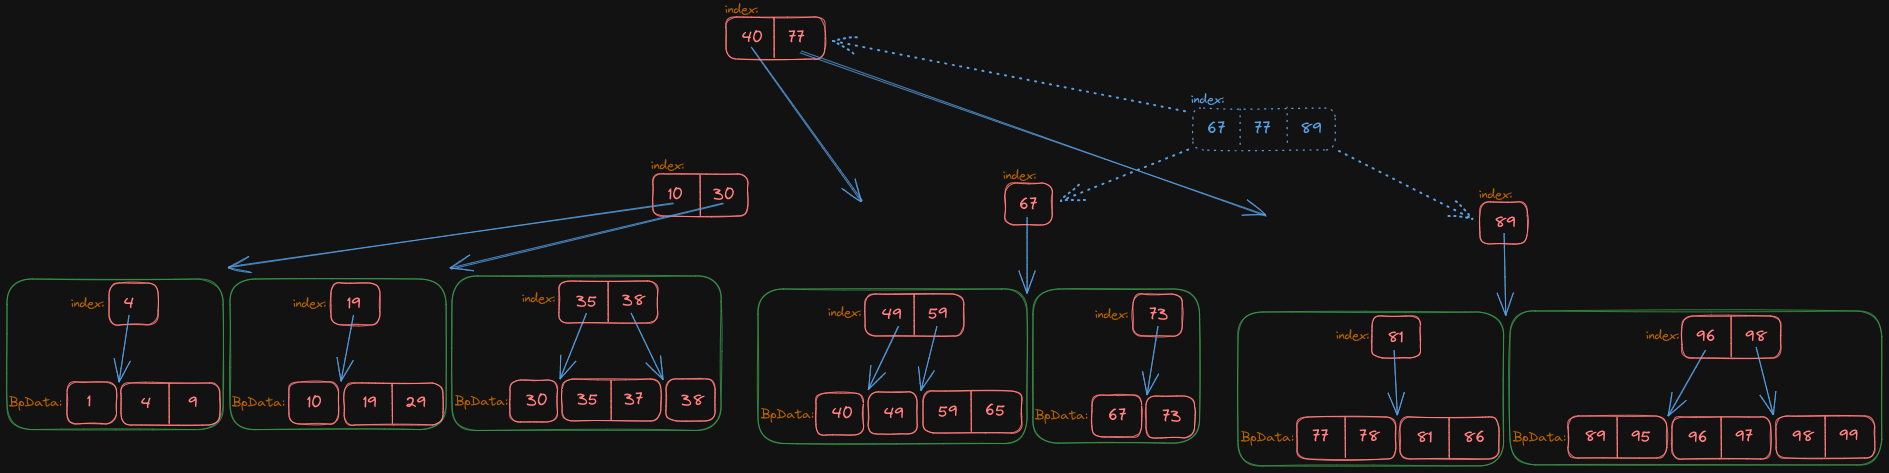 index:
40 77
index:
67 77 89
index:
10 30
index:
67
index:
89
index: 4
BpData: 1 4 9
index: 19
BpData: 10 19 29
index: 35 38
BpData: 30 35 37 38
index: 49 59
BpData: 40 49 59 65
index: 73
BpData: 67 73
index: 81
BpData: 77 78 81 86
index: 96 98
BpData: 89 95 96 97 98 99